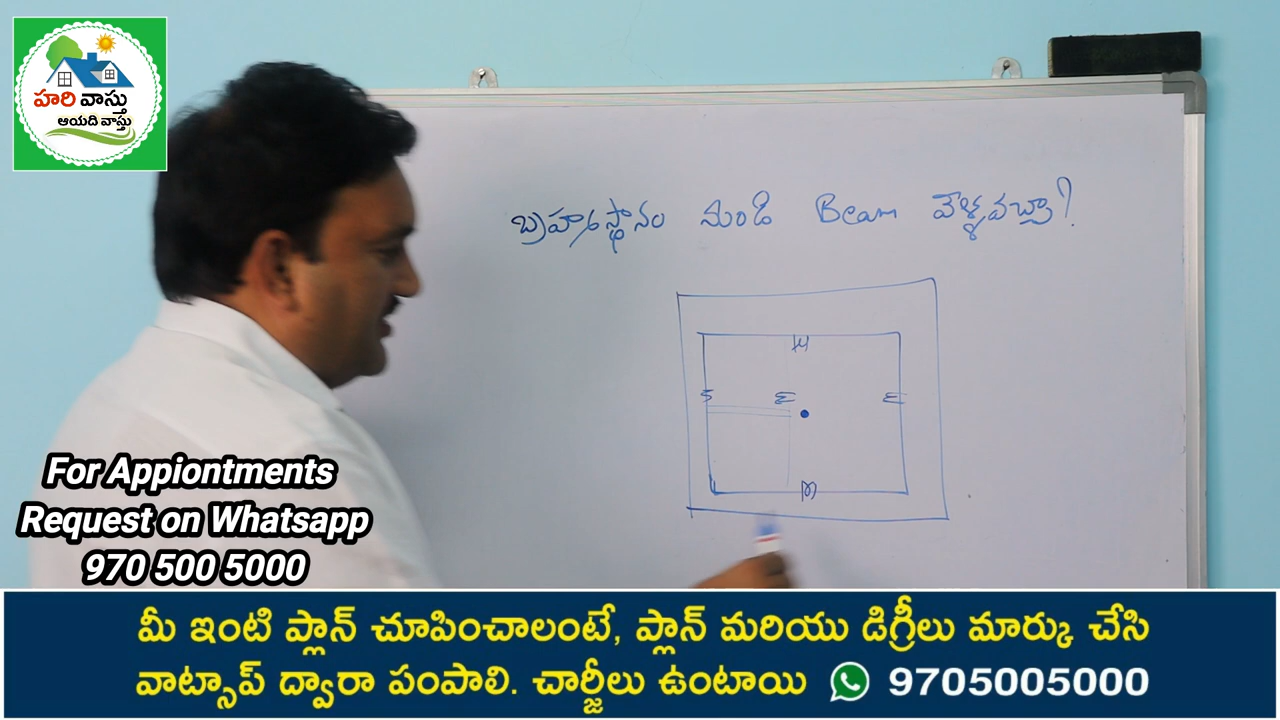 హరి వాస్తు
ఆయది వాస్తు
బ్రహ్మస్థానం నుండి Beam వెళ్ళవచ్చా?
For Appiontments
Request on Whatsapp
970 500 5000
మీ ఇంటి ప్లాన్ చూపించాలంటే, ప్లాన్ మరియు డిగ్రీలు మార్కు చేసి
వాట్సాప్ ద్వారా పంపాలి. చార్జీలు ఉంటాయి 9705005000